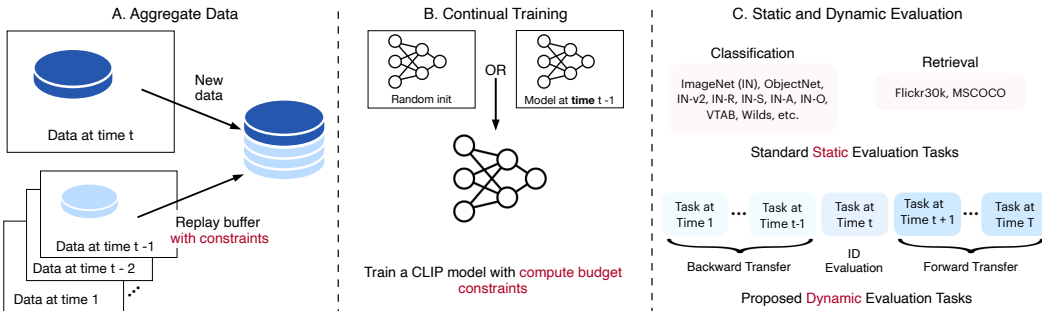 A. Aggregate Data
New
data
Data at time t
Replay buffer
with constraints
Data at time t -1
Data at time t - 2
Data at time 1
...
B. Continual Training
OR
Random init
Model at time t -1
Train a CLIP model with compute budget
constraints
C. Static and Dynamic Evaluation
Classification
ImageNet (IN), ObjectNet,
IN-v2, IN-R, IN-S, IN-A, IN-O,
VTAB, Wilds, etc.
Retrieval
Flickr30k, MSCOCO
Standard Static Evaluation Tasks
Task at
Time 1
...
Task at
Time t-1
Task at
Time t
Task at
Time t + 1
...
Task at
Time T
Backward Transfer
ID
Evaluation
Forward Transfer
Proposed Dynamic Evaluation Tasks